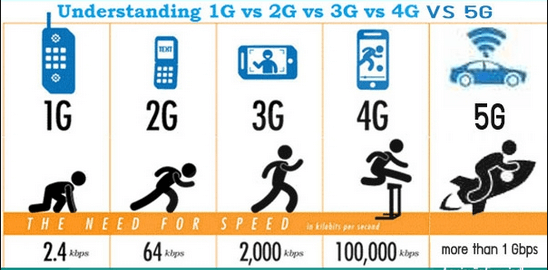 Understanding 1G vs 2G vs 3G vs 4G VS 5G
TEXT
1G 2G 3G 4G 5G
THE NEED FOR SPEED in kilobits per second
2.4 kbps 64 kbps 2,000 kbps 100,000 kbps more than 1 Gbps